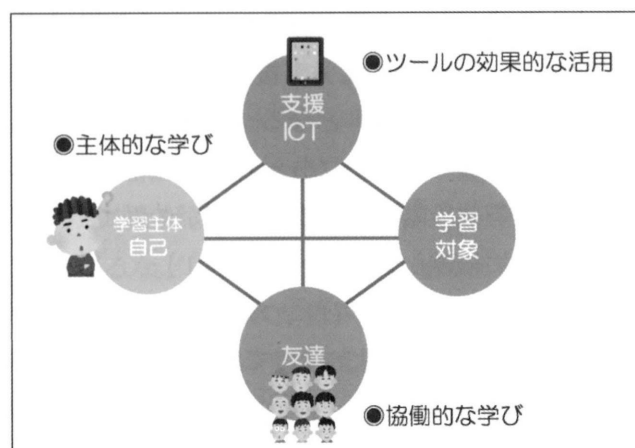 ◉ツールの効果的な活用
支援
ICT
◉主体的な学び
学習主体
自己
学習
対象
友達
◉協働的な学び